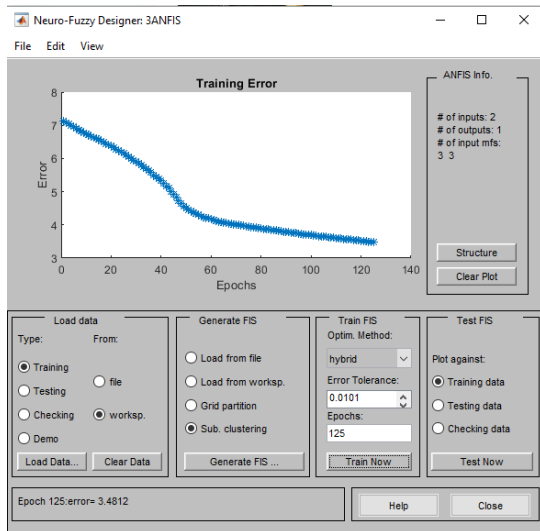 Neuro-Fuzzy Designer: 3ANFIS
File Edit View
Training Error
8
7
6
5
4
3
Error
0 20 40 60 80 100 120 140
Epochs
ANFIS Info.
# of inputs: 2
# of outputs: 1
# of input mfs:
3 3
Structure
Clear Plot
Load data
Type: From:
Training
Testing
Checking
Demo
file
worksp.
Load Data... Clear Data
Generate FIS
Load from file
Load from worksp.
Grid partition
Sub. clustering
Generate FIS ...
Train FIS
Optim. Method:
hybrid
Error Tolerance:
0.0101
Epochs:
125
Train Now
Test FIS
Plot against:
Training data
Testing data
Checking data
Test Now
Epoch 125:error= 3.4812
Help Close